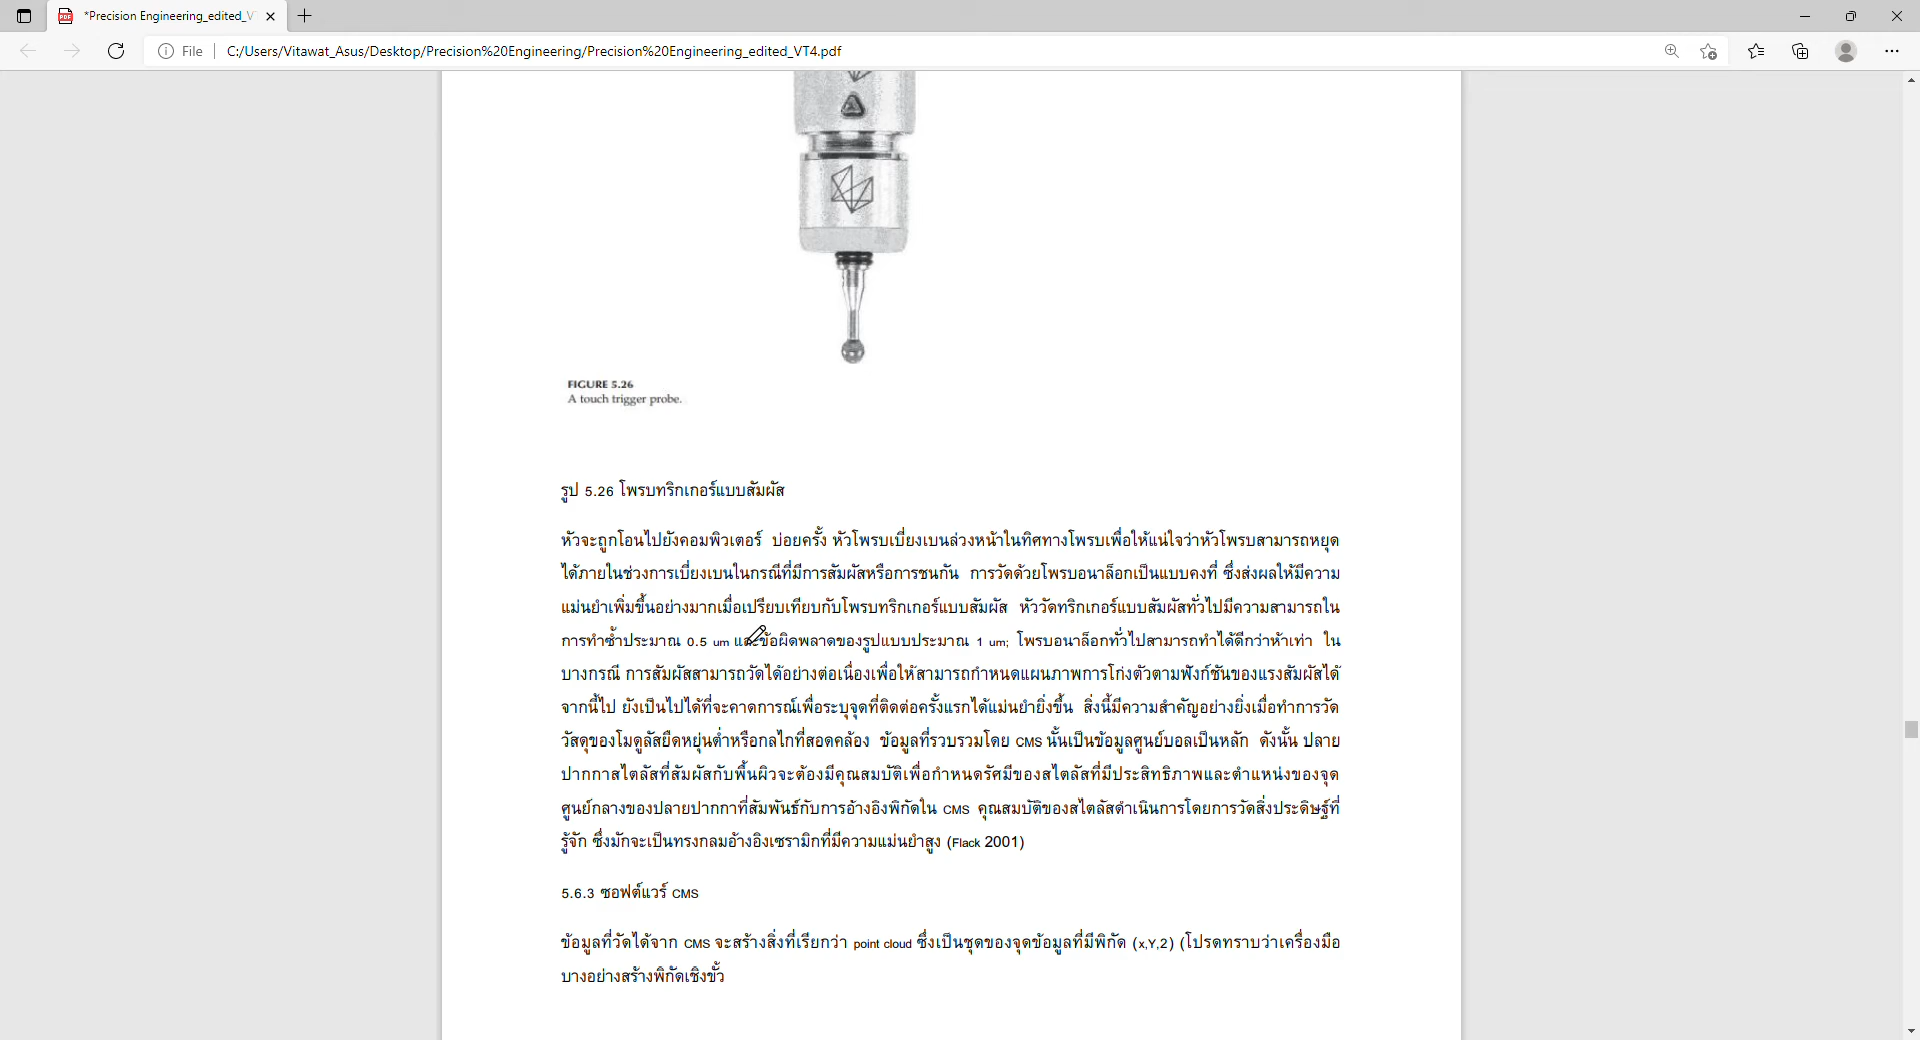 *Precision Engineering_edited_V
File
C:/Users/Vitawat_Asus/Desktop/Precision%20Engineering/Precision%20Engineering_edited_VT4.pdf
FIGURE 5.26
A touch trigger probe.
รูป 5.26 โพรบทริกเกอร์แบบสัมผัส
หัวจะถูกโอนไปยังคอมพิวเตอร์ บ่อยครั้ง หัวโพรบเบี่ยงเบนล่วงหน้าในทิศทางโพรบเพื่อให้แน่ใจว่าหัวโพรบสามารถหยุด
ได้ภายในช่วงการเบี่ยงเบนในกรณีที่มีการสัมผัสหรือการชนกัน การวัดด้วยโพรบอนาล็อกเป็นแบบคงที่ ซึ่งส่งผลให้มีความ
แม่นยำเพิ่มขึ้นอย่างมากเมื่อเปรียบเทียบกับโพรบทริกเกอร์แบบสัมผัส หัววัดทริกเกอร์แบบสัมผัสทั่วไปมีความสามารถใน
การทำซ้ำประมาณ 0.5 um และข้อผิดพลาดของรูปแบบประมาณ 1 um; โพรบอนาล็อกทั่วไปสามารถทำได้ดีกว่าห้าเท่า ใน
บางกรณี การสัมผัสสามารถวัดได้อย่างต่อเนื่องเพื่อให้สามารถกำหนดแผนภาพการโก่งตัวตามฟังก์ชันของแรงสัมผัสได้
จากนี้ไป ยังเป็นไปได้ที่จะคาดการณ์เพื่อระบุจุดที่ติดต่อครั้งแรกได้แม่นยำยิ่งขึ้น สิ่งนี้มีความสำคัญอย่างยิ่งเมื่อทำการวัด
วัสดุของโมดูลัสยืดหยุ่นต่ำหรือกลไกที่สอดคล้อง ข้อมูลที่รวบรวมโดย CMS นั้นเป็นข้อมูลศูนย์บอลเป็นหลัก ดังนั้น ปลาย
ปากกาสไตลัสที่สัมผัสกับพื้นผิวจะต้องมีคุณสมบัติเพื่อกำหนดรัศมีของสไตลัสที่มีประสิทธิภาพและตำแหน่งของจุด
ศูนย์กลางของปลายปากกาที่สัมพันธ์กับการอ้างอิงพิกัดใน CMS คุณสมบัติของสไตลัสดำเนินการโดยการวัดสิ่งประดิษฐ์ที่
รู้จัก ซึ่งมักจะเป็นทรงกลมอ้างอิงเซรามิกที่มีความแม่นยำสูง (Flack 2001)
5.6.3 ซอฟต์แวร์ CMS
ข้อมูลที่วัดได้จาก CMS จะสร้างสิ่งที่เรียกว่า point cloud ซึ่งเป็นชุดของจุดข้อมูลที่มีพิกัด (x,Y,2) (โปรดทราบว่าเครื่องมือ
บางอย่างสร้างพิกัดเชิงขั้ว